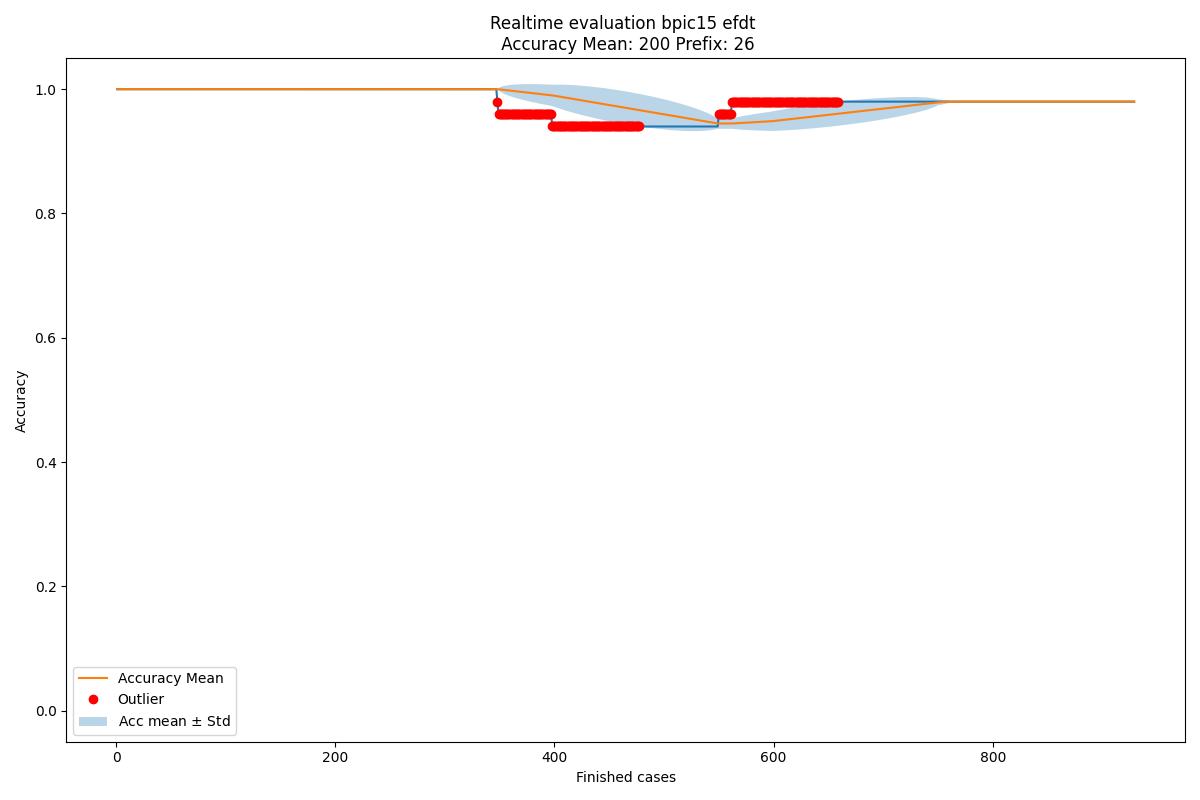 Realtime evaluation bpic15 efdt
Accuracy Mean: 200 Prefix: 26
Accuracy
1.0
0.8
0.6
0.4
0.2
0.0
Accuracy Mean
Outlier
Acc mean ± Std
0 200 400 600 800
Finished cases